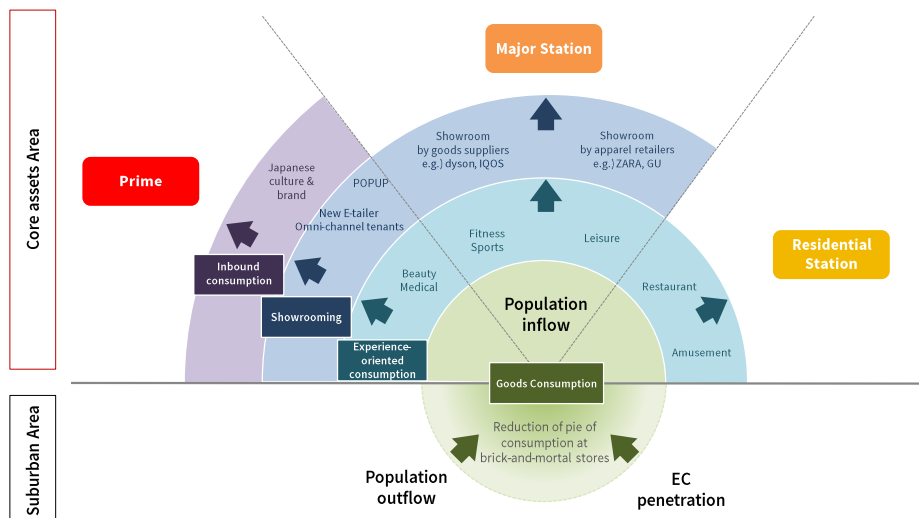 Core assets Area
Suburban Area
Prime
Major Station
Residential
Station
Japanese
culture &
brand
POPUP
New E-tailer
Omni-channel tenants
Showroom
by goods suppliers
e.g.) dyson, IQOS
Showroom
by apparel retailers
e.g.) ZARA, GU
Fitness
Sports
Leisure
Beauty
Medical
Restaurant
Amusement
Inbound
consumption
Showrooming
Experience-
oriented
consumption
Population
inflow
Goods Consumption
Reduction of pie of
consumption at
brick-and-mortal stores
Population
outflow
EC
penetration